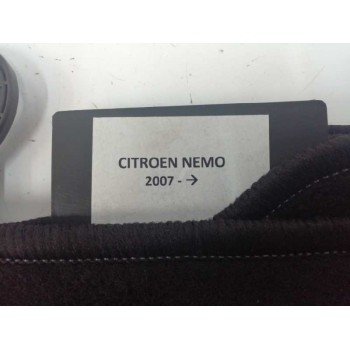 CITROEN NEMO
2007 - →